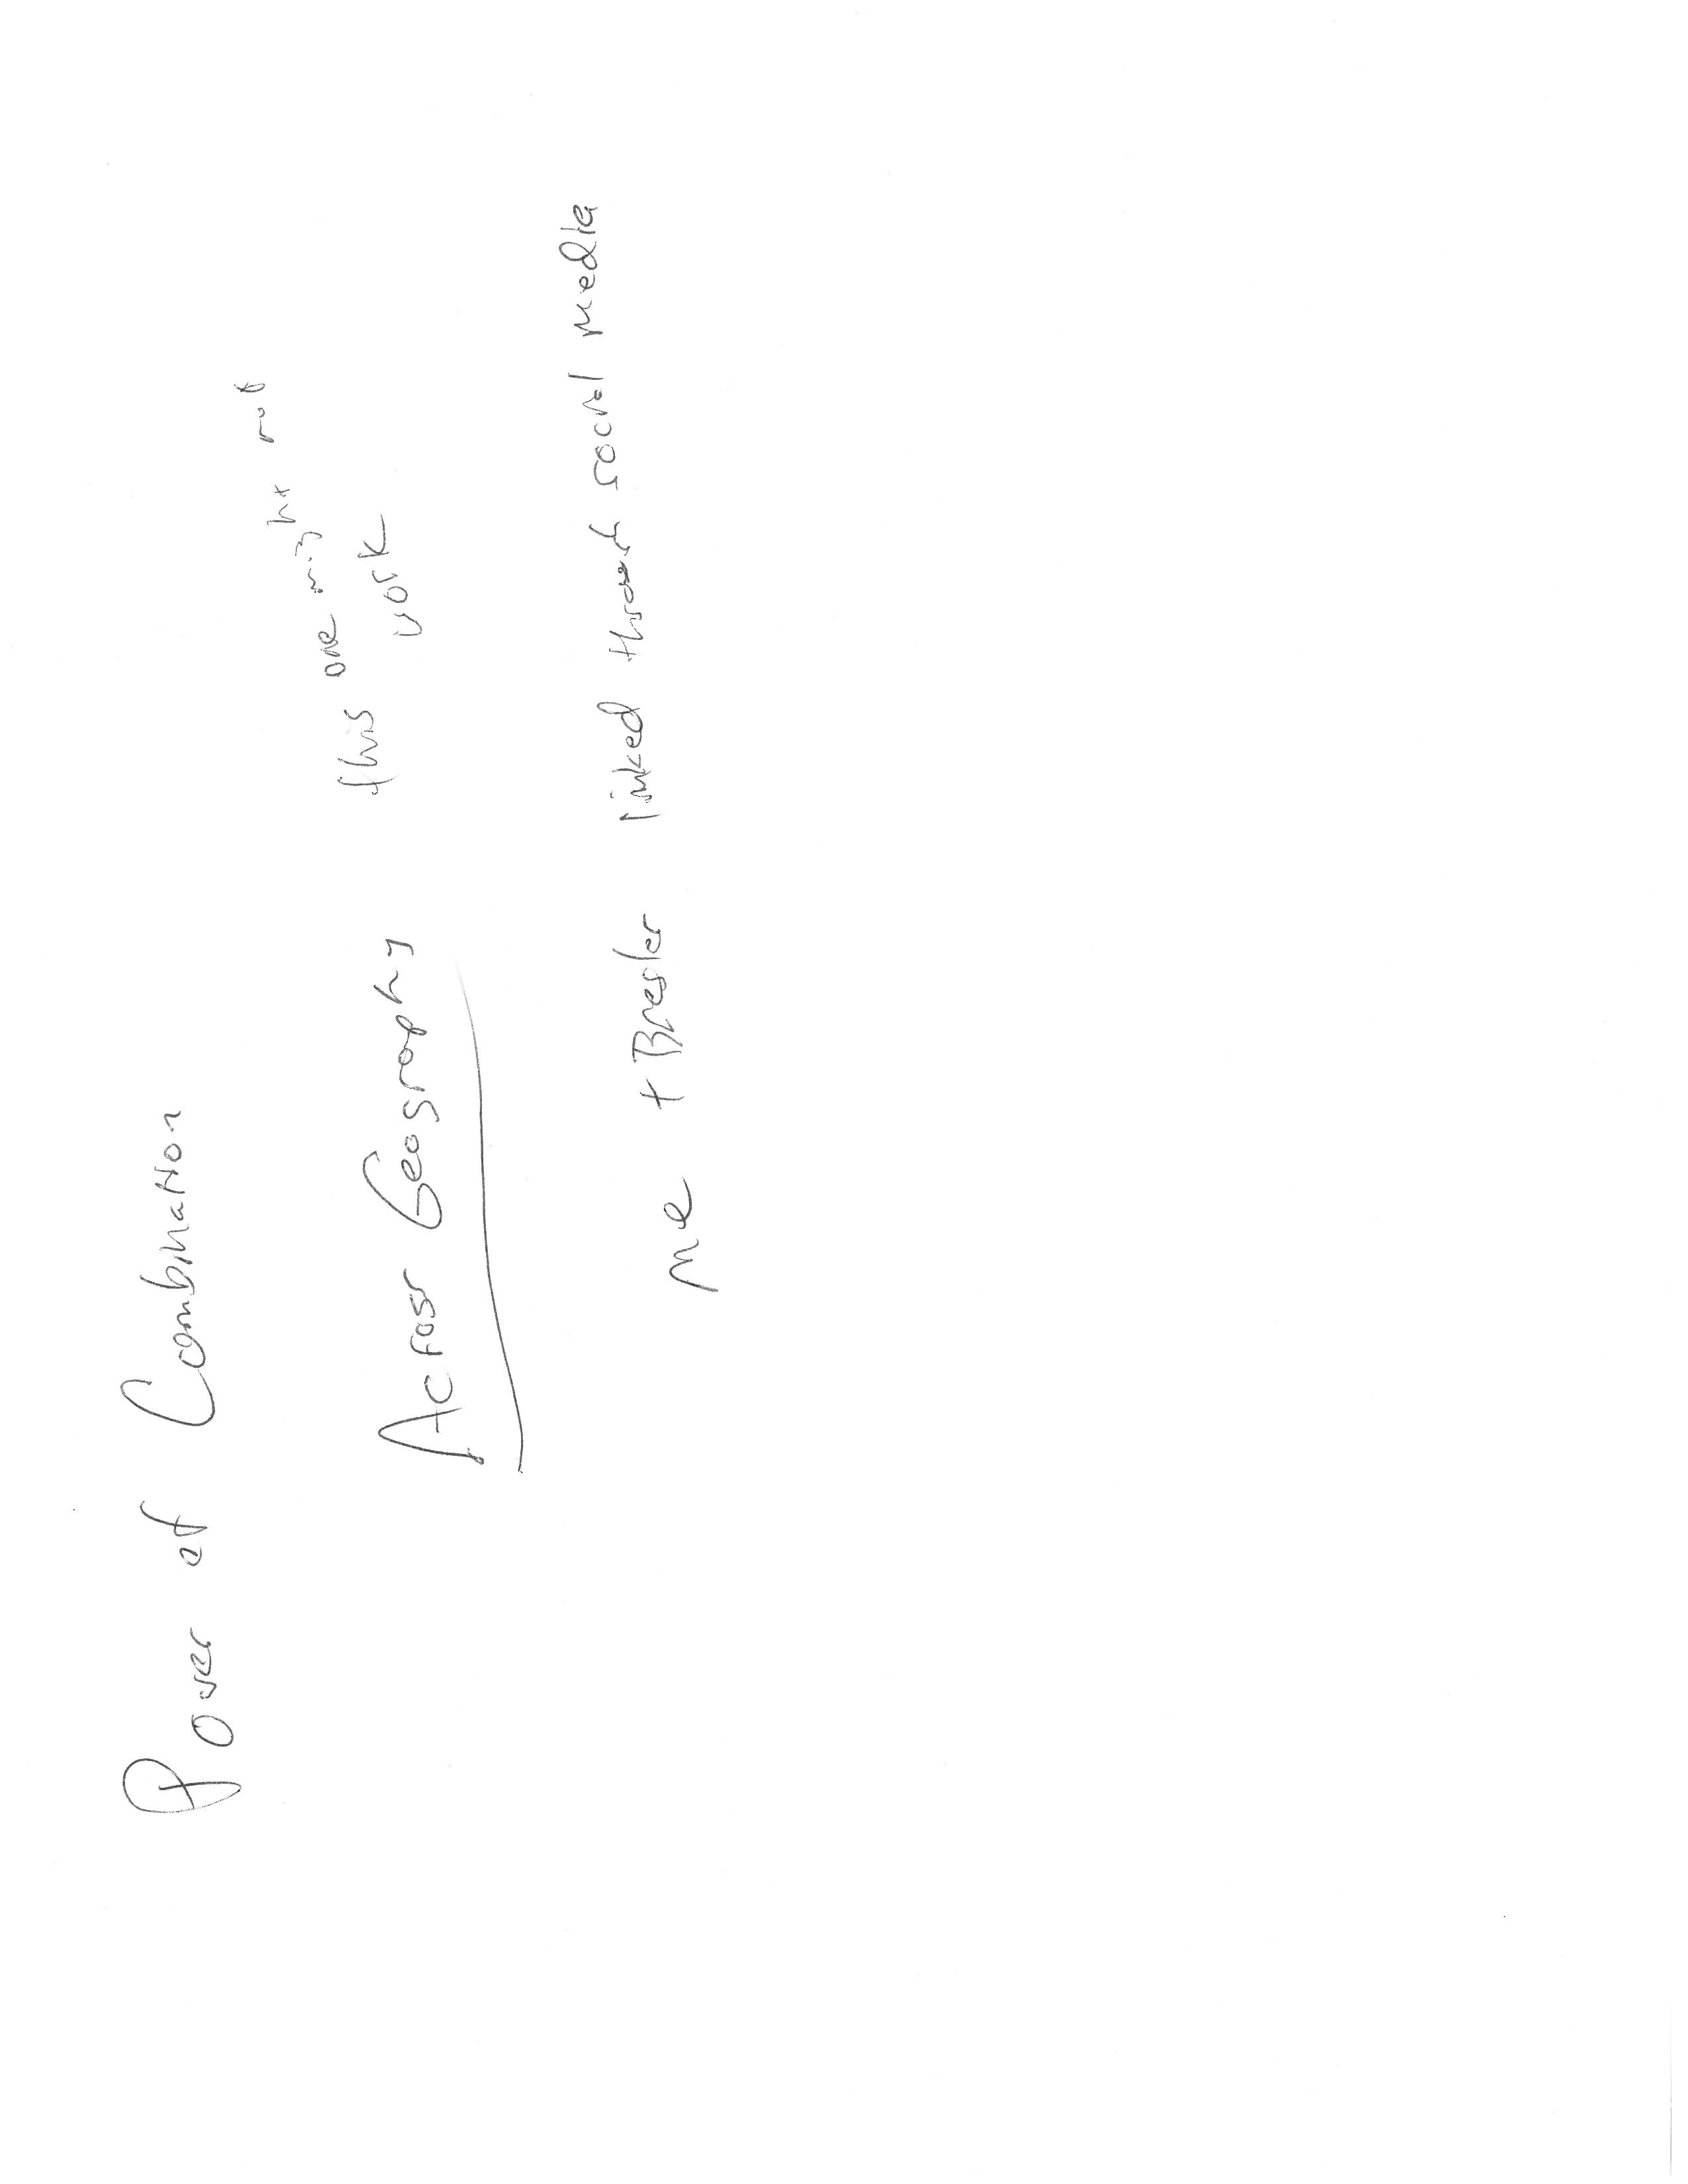 Power of Combination
this one might not
work
Across Geography
me + Bresler linked through social media